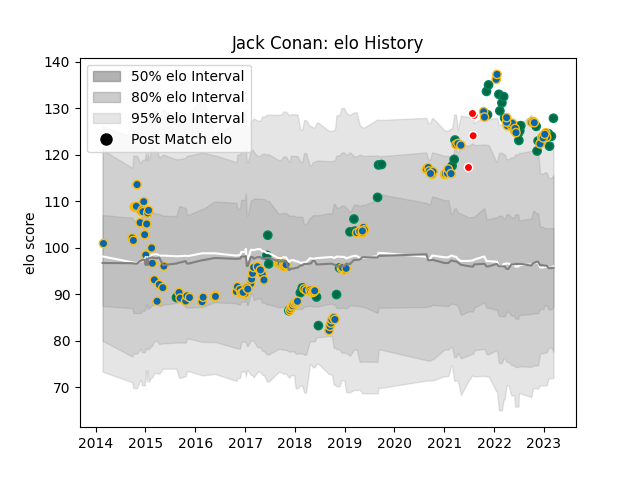 Jack Conan: elo History
50% elo Interval
80% elo Interval
95% elo Interval
Post Match elo
elo score
140
130
120
110
100
90
80
70
2014 2015 2016 2017 2018 2019 2020 2021 2022 2023